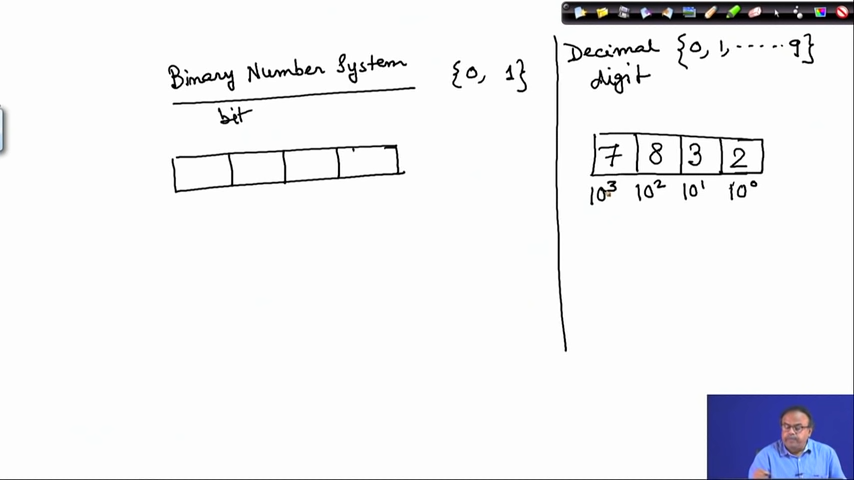 Binary Number System {0, 1}
bit
Decimal {0, 1, ..... 9}
digit
7 8 3 2
10³ 10² 10¹ 10⁰